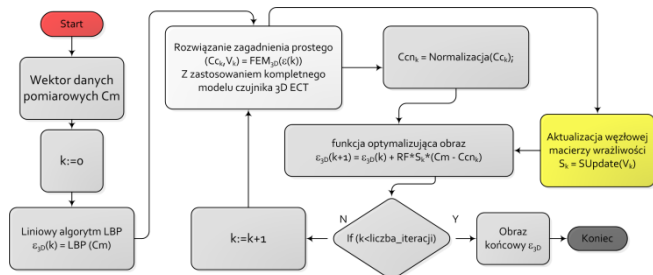 Start
Wektor danych
pomiarowych Cm
k:=0
Liniowy algorytm LBP
ε3D(k) = LBP (Cm)
Rozwiązanie zagadnienia prostego
(Cck,Vk) = FEM3D(ε(k))
Z zastosowaniem kompletnego
modelu czujnika 3D ECT
Ccnk = Normalizacja(Cck);
funkcja optymalizująca obraz
ε3D(k+1) = ε3D(k) + RF*Sk*(Cm - Ccnk)
Aktualizacja węzłowej
macierzy wrażliwości
Sk = SUpdate(Vk)
N
If (k<liczba_iteracji)
Y
k:=k+1
Obraz
końcowy ε3D
Koniec